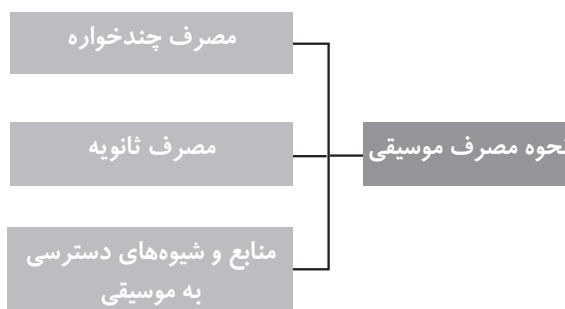 مصرف چندخواره
نحوه مصرف موسیقی
مصرف ثانویه
منابع و شیوه‌های دسترسی
به موسیقی